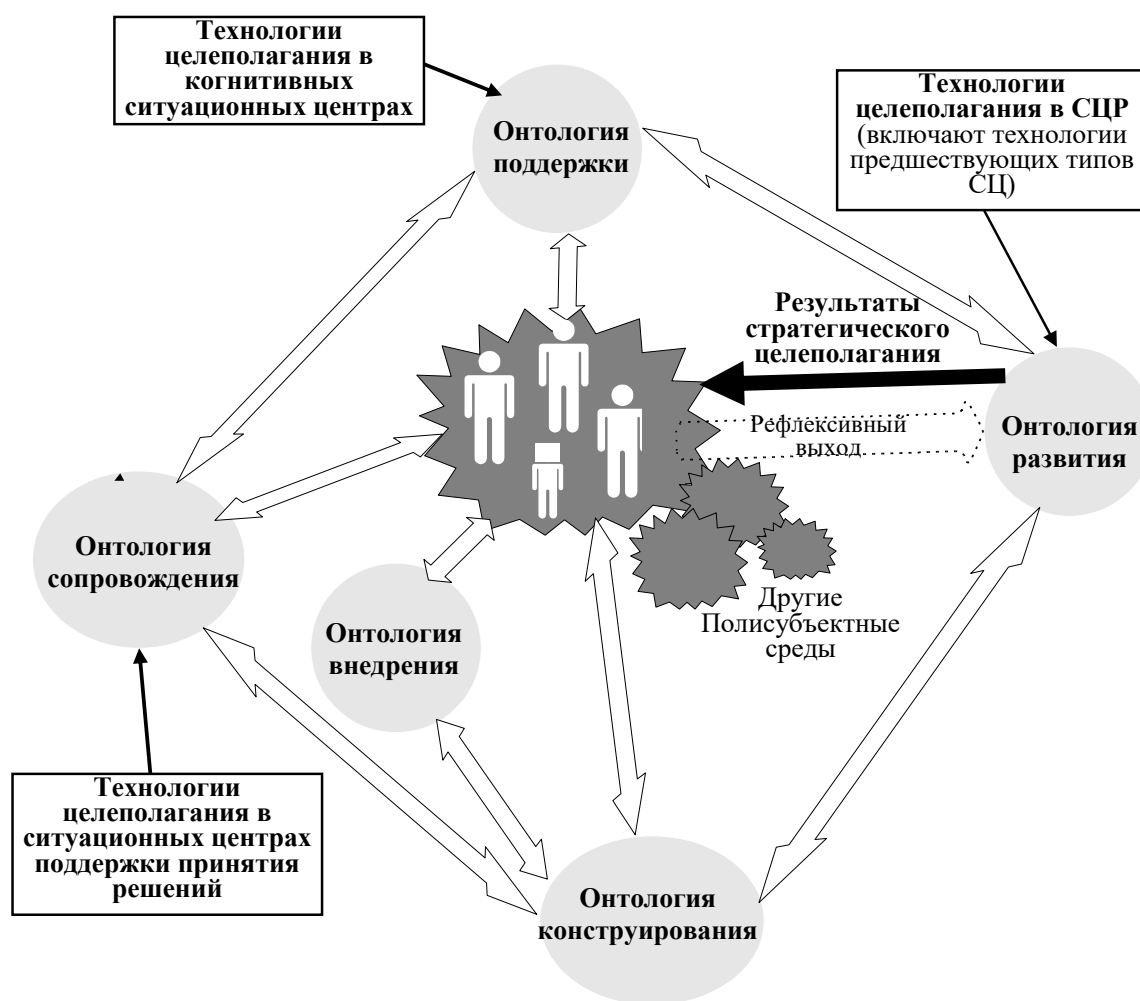 Технологии
целеполагания в
когнитивных
ситуационных центрах
Технологии
целеполагания в СЦР
(включают технологии
предшествующих типов
СЦ)
Онтология
поддержки
Результаты
стратегического
целеполагания
Рефлексивный
выход
Онтология
развития
Онтология
сопровождения
Онтология
внедрения
Другие
Полисубъектные
среды
Технологии
целеполагания в
ситуационных центрах
поддержки принятия
решений
Онтология
конструирования